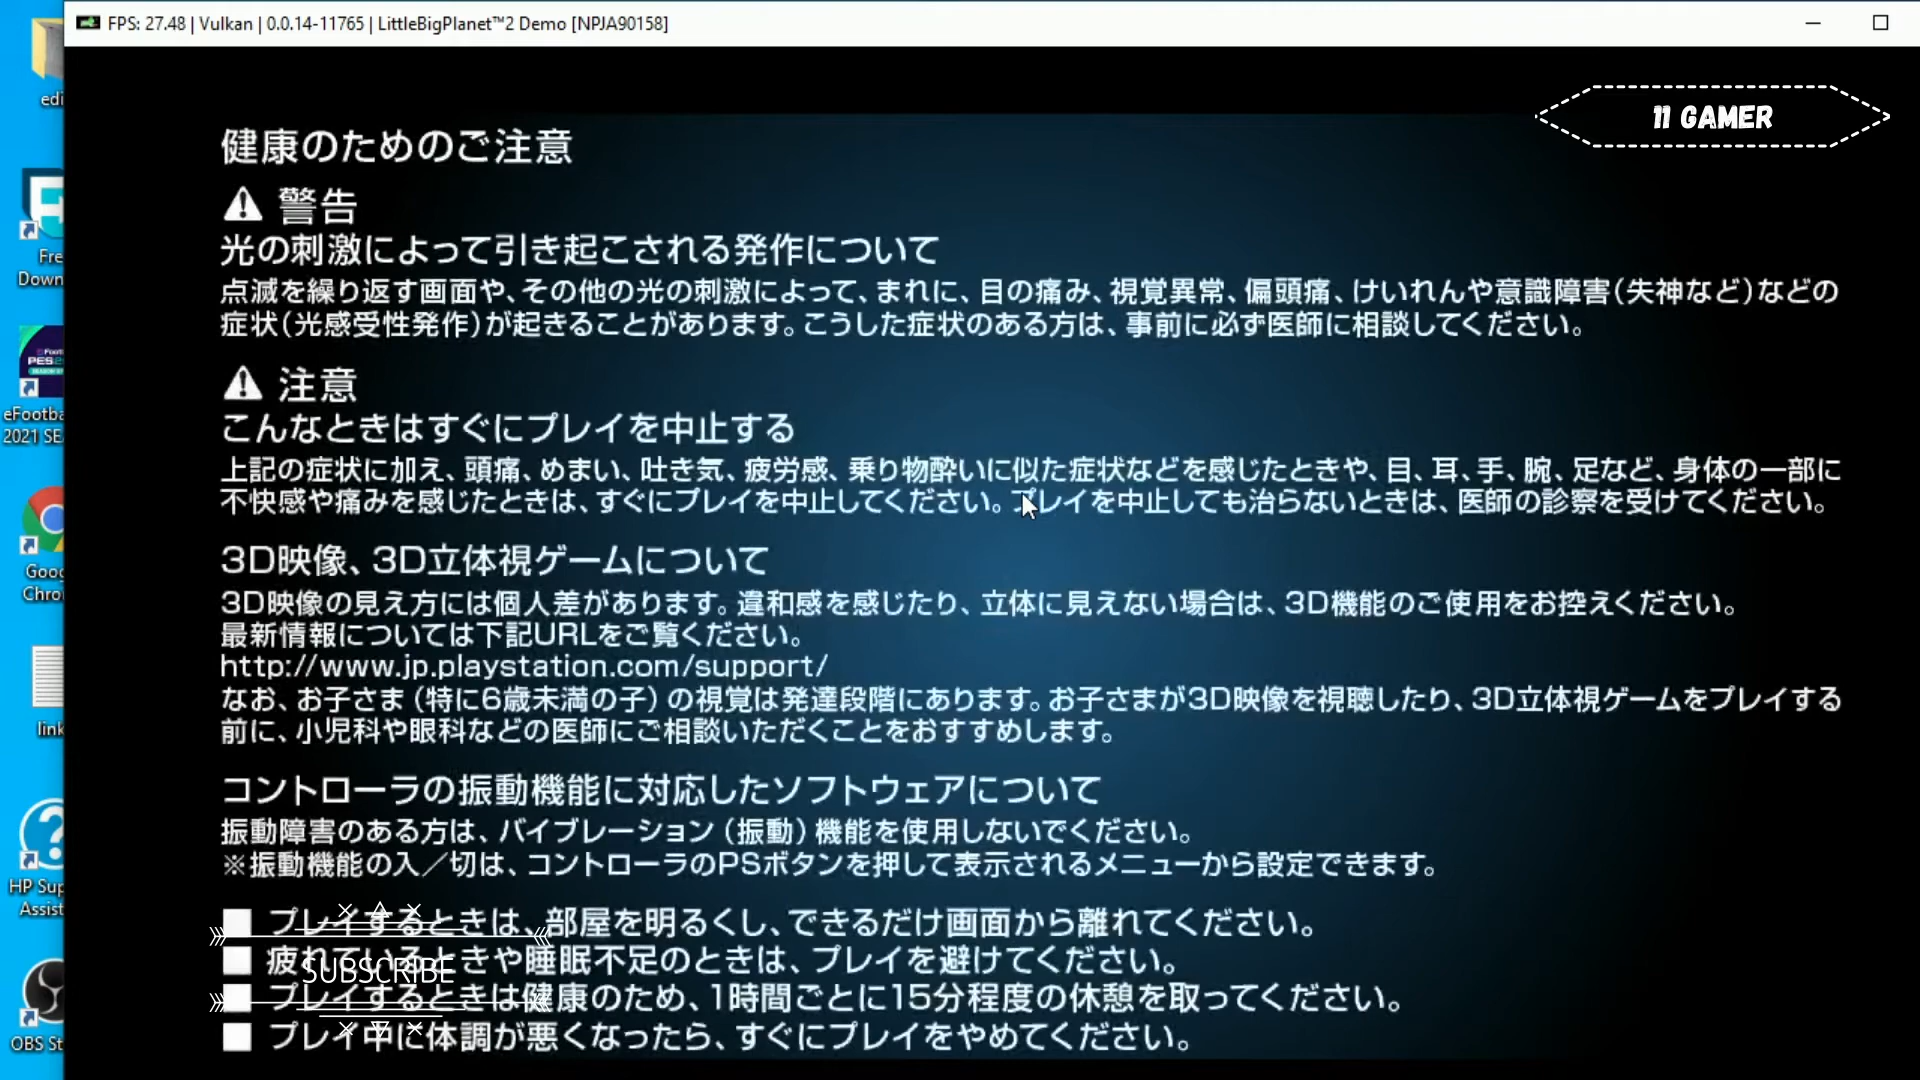 FPS: 27.48 | Vulkan | 0.0.14-11765 | LittleBigPlanet™2 Demo [NPJA90158]
11 GAMER
健康のためのご注意
警告
光の刺激によって引き起こされる発作について
点滅を繰り返す画面や、その他の光の刺激によって、まれに、目の痛み、視覚異常、偏頭痛、けいれんや意識障害(失神など)などの
症状(光感受性発作)が起きることがあります。こうした症状のある方は、事前に必ず医師に相談してください。
注意
こんなときはすぐにプレイを中止する
上記の症状に加え、頭痛、めまい、吐き気、疲労感、乗り物酔いに似た症状などを感じたときや、目、耳、手、腕、足など、身体の一部に
不快感や痛みを感じたときは、すぐにプレイを中止してください。プレイを中止しても治らないときは、医師の診察を受けてください。
3D映像、3D立体視ゲームについて
3D映像の見え方には個人差があります。違和感を感じたり、立体に見えない場合は、3D機能のご使用をお控えください。
最新情報については下記URLをご覧ください。
http://www.jp.playstation.com/support/
なお、お子さま(特に6歳未満の子)の視覚は発達段階にあります。お子さまが3D映像を視聴したり、3D立体視ゲームをプレイする
前に、小児科や眼科などの医師にご相談いただくことをおすすめします。
コントローラの振動機能に対応したソフトウェアについて
振動障害のある方は、バイブレーション(振動)機能を使用しないでください。
※振動機能の入/切は、コントローラのPSボタンを押して表示されるメニューから設定できます。
プレイするときは、部屋を明るくし、できるだけ画面から離れてください。
疲れているときや睡眠不足のときは、プレイを避けてください。
プレイするときは健康のため、1時間ごとに15分程度の休憩を取ってください。
プレイ中に体調が悪くなったら、すぐにプレイをやめてください。
SUBSCRIBE
edi
Fre
Down
eFootba
2021 SE
Goog
Chro
link
HP Sup
Assist
OBS St